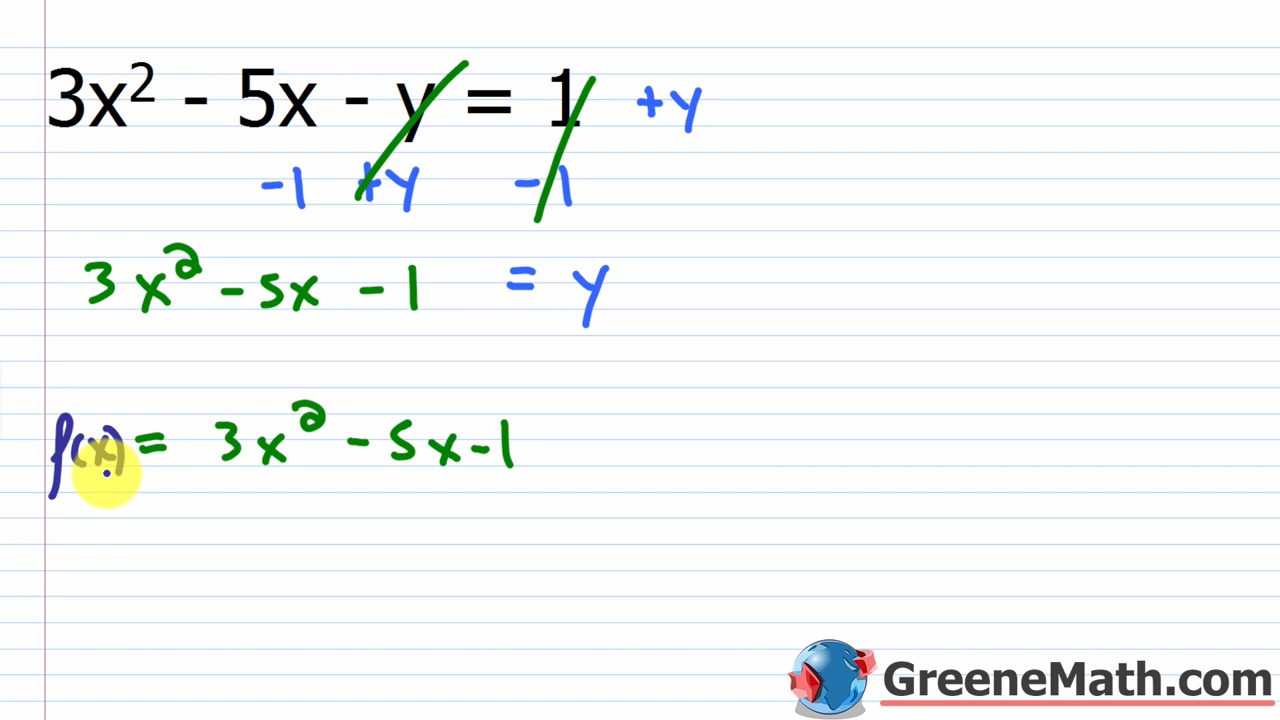 3x² - 5x - y = 1 + y
-1 + y - 1
3x² - 5x - 1 = y
f(x) = 3x² - 5x - 1
GreeneMath.com